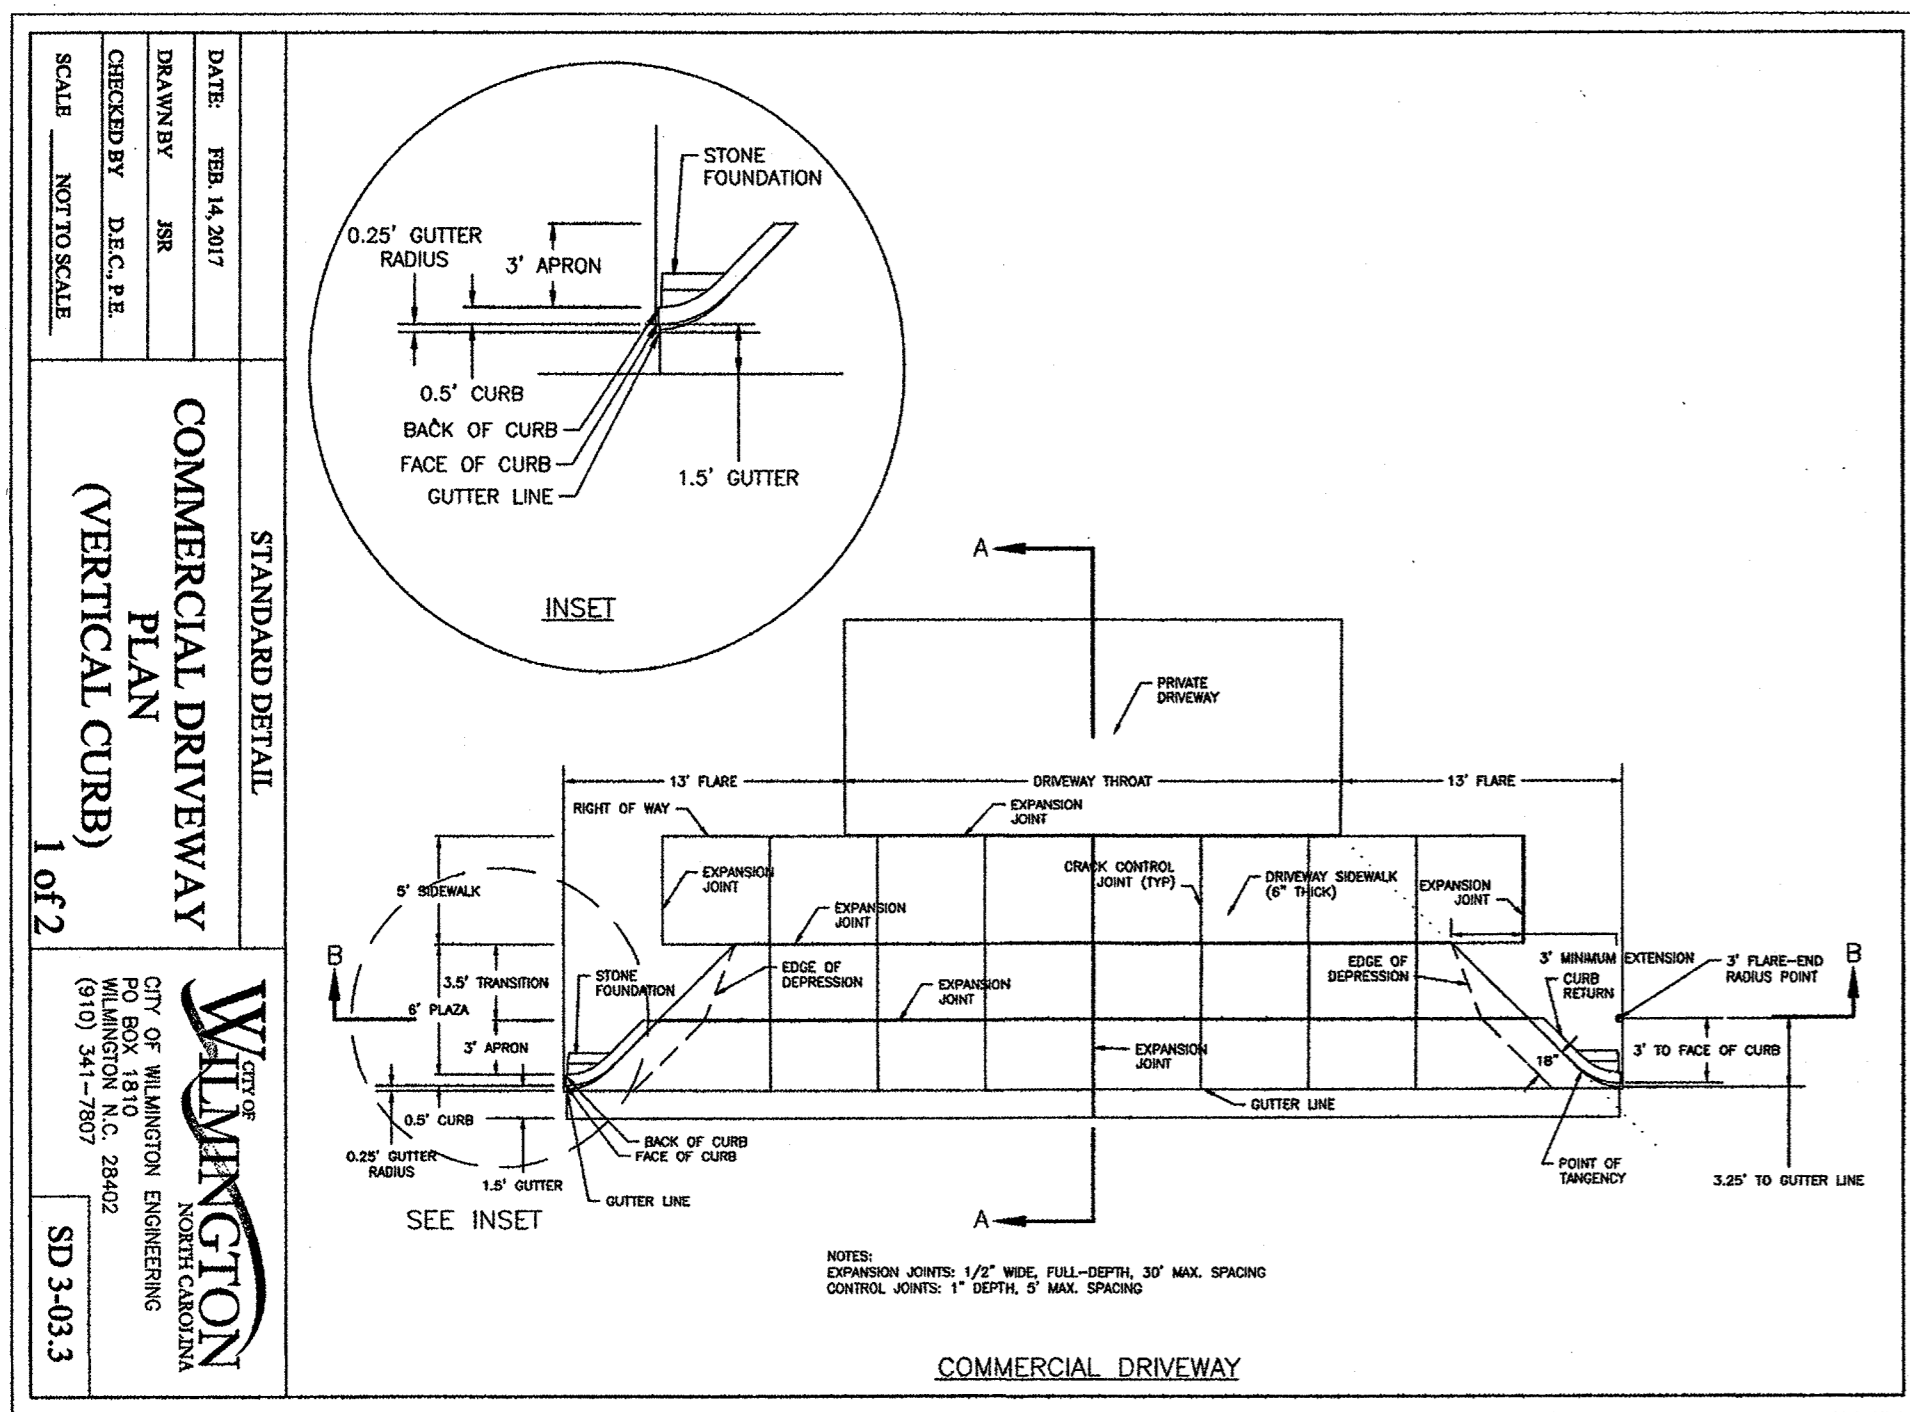 DATE: FEB. 14, 2017
DRAWN BY JSR
CHECKED BY D.E.C., P.E.
SCALE NOT TO SCALE
STANDARD DETAIL
COMMERCIAL DRIVEWAY
PLAN
(VERTICAL CURB)
1 of 2
CITY OF
WILMINGTON
NORTH CAROLINA
CITY OF WILMINGTON ENGINEERING
PO BOX 1810
WILMINGTON N.C. 28402
(910) 341-7807
SD 3-03.3
STONE
FOUNDATION
0.25' GUTTER
RADIUS
3' APRON
0.5' CURB
BACK OF CURB
FACE OF CURB
GUTTER LINE
1.5' GUTTER
INSET
A
PRIVATE
DRIVEWAY
13' FLARE
DRIVEWAY THROAT
13' FLARE
RIGHT OF WAY
EXPANSION
JOINT
5' SIDEWALK
EXPANSION
JOINT
EXPANSION
JOINT
CRACK CONTROL
JOINT (TYP)
DRIVEWAY SIDEWALK
(6" THICK)
EXPANSION
JOINT
B
3.5' TRANSITION
6' PLAZA
3' APRON
STONE
FOUNDATION
EDGE OF
DEPRESSION
EXPANSION
JOINT
EXPANSION
JOINT
EDGE OF
DEPRESSION
3' MINIMUM EXTENSION
CURB
RETURN
3' FLARE-END
RADIUS POINT
B
18"
3' TO FACE OF CURB
GUTTER LINE
0.5' CURB
0.25' GUTTER
RADIUS
1.5' GUTTER
BACK OF CURB
FACE OF CURB
GUTTER LINE
POINT OF
TANGENCY
3.25' TO GUTTER LINE
SEE INSET
A
NOTES:
EXPANSION JOINTS: 1/2" WIDE, FULL-DEPTH, 30' MAX. SPACING
CONTROL JOINTS: 1" DEPTH, 5' MAX. SPACING
COMMERCIAL DRIVEWAY